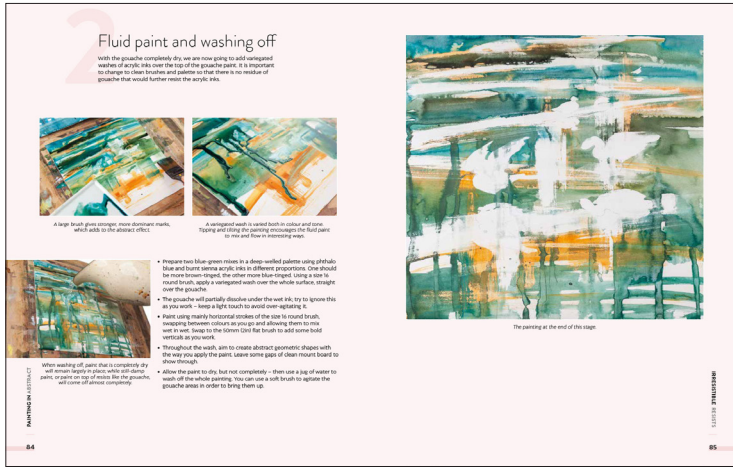 2
Fluid paint and washing off
With the gouache completely dry, we are now going to add variegated
washes of acrylic inks over the top of the gouache paint. It is important
to change to clean brushes and palette so that there is no residue of
gouache that would further resist the acrylic inks.
A large brush gives stronger, more dominant marks,
which adds to the abstract effect.
A variegated wash is varied both in colour and tone.
Tipping and tilting the painting encourages the fluid paint
to mix and flow in interesting ways.
When washing off, paint that is completely dry
will remain largely in place; while still-damp
paint, or paint on top of resists like the gouache,
will come off almost completely.
• Prepare two blue-green mixes in a deep-welled palette using phthalo
blue and burnt sienna acrylic inks in different proportions. One should
be more brown-tinged, the other more blue-tinged. Using a size 16
round brush, apply a variegated wash over the whole surface, straight
over the gouache.
• The gouache will partially dissolve under the wet ink; try to ignore this
as you work – keep a light touch to avoid over-agitating it.
• Paint using mainly horizontal strokes of the size 16 round brush,
swapping between colours as you go and allowing them to mix
wet in wet. Swap to the 50mm (2in) flat brush to add some bold
verticals as you work.
• Throughout the wash, aim to create abstract geometric shapes with
the way you apply the paint. Leave some gaps of clean mount board to
show through.
• Allow the paint to dry, but not completely – then use a jug of water to
wash off the whole painting. You can use a soft brush to agitate the
gouache areas in order to bring them up.
PAINTING IN ABSTRACT
84
The painting at the end of this stage.
IRRESISTIBLE RESISTS
85